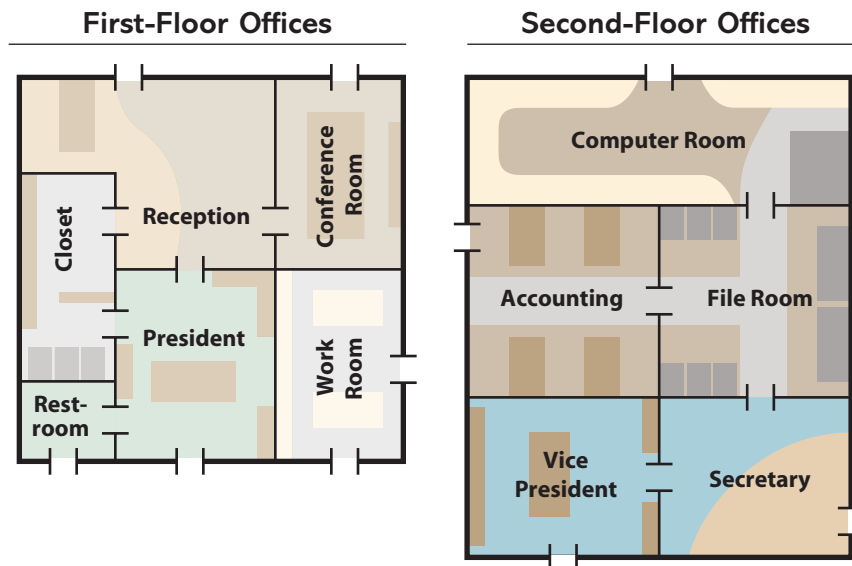 First-Floor Offices
Second-Floor Offices
Closet
Reception
Conference
Room
President
Work
Room
Rest-
room
Computer Room
Accounting
File Room
Vice
President
Secretary